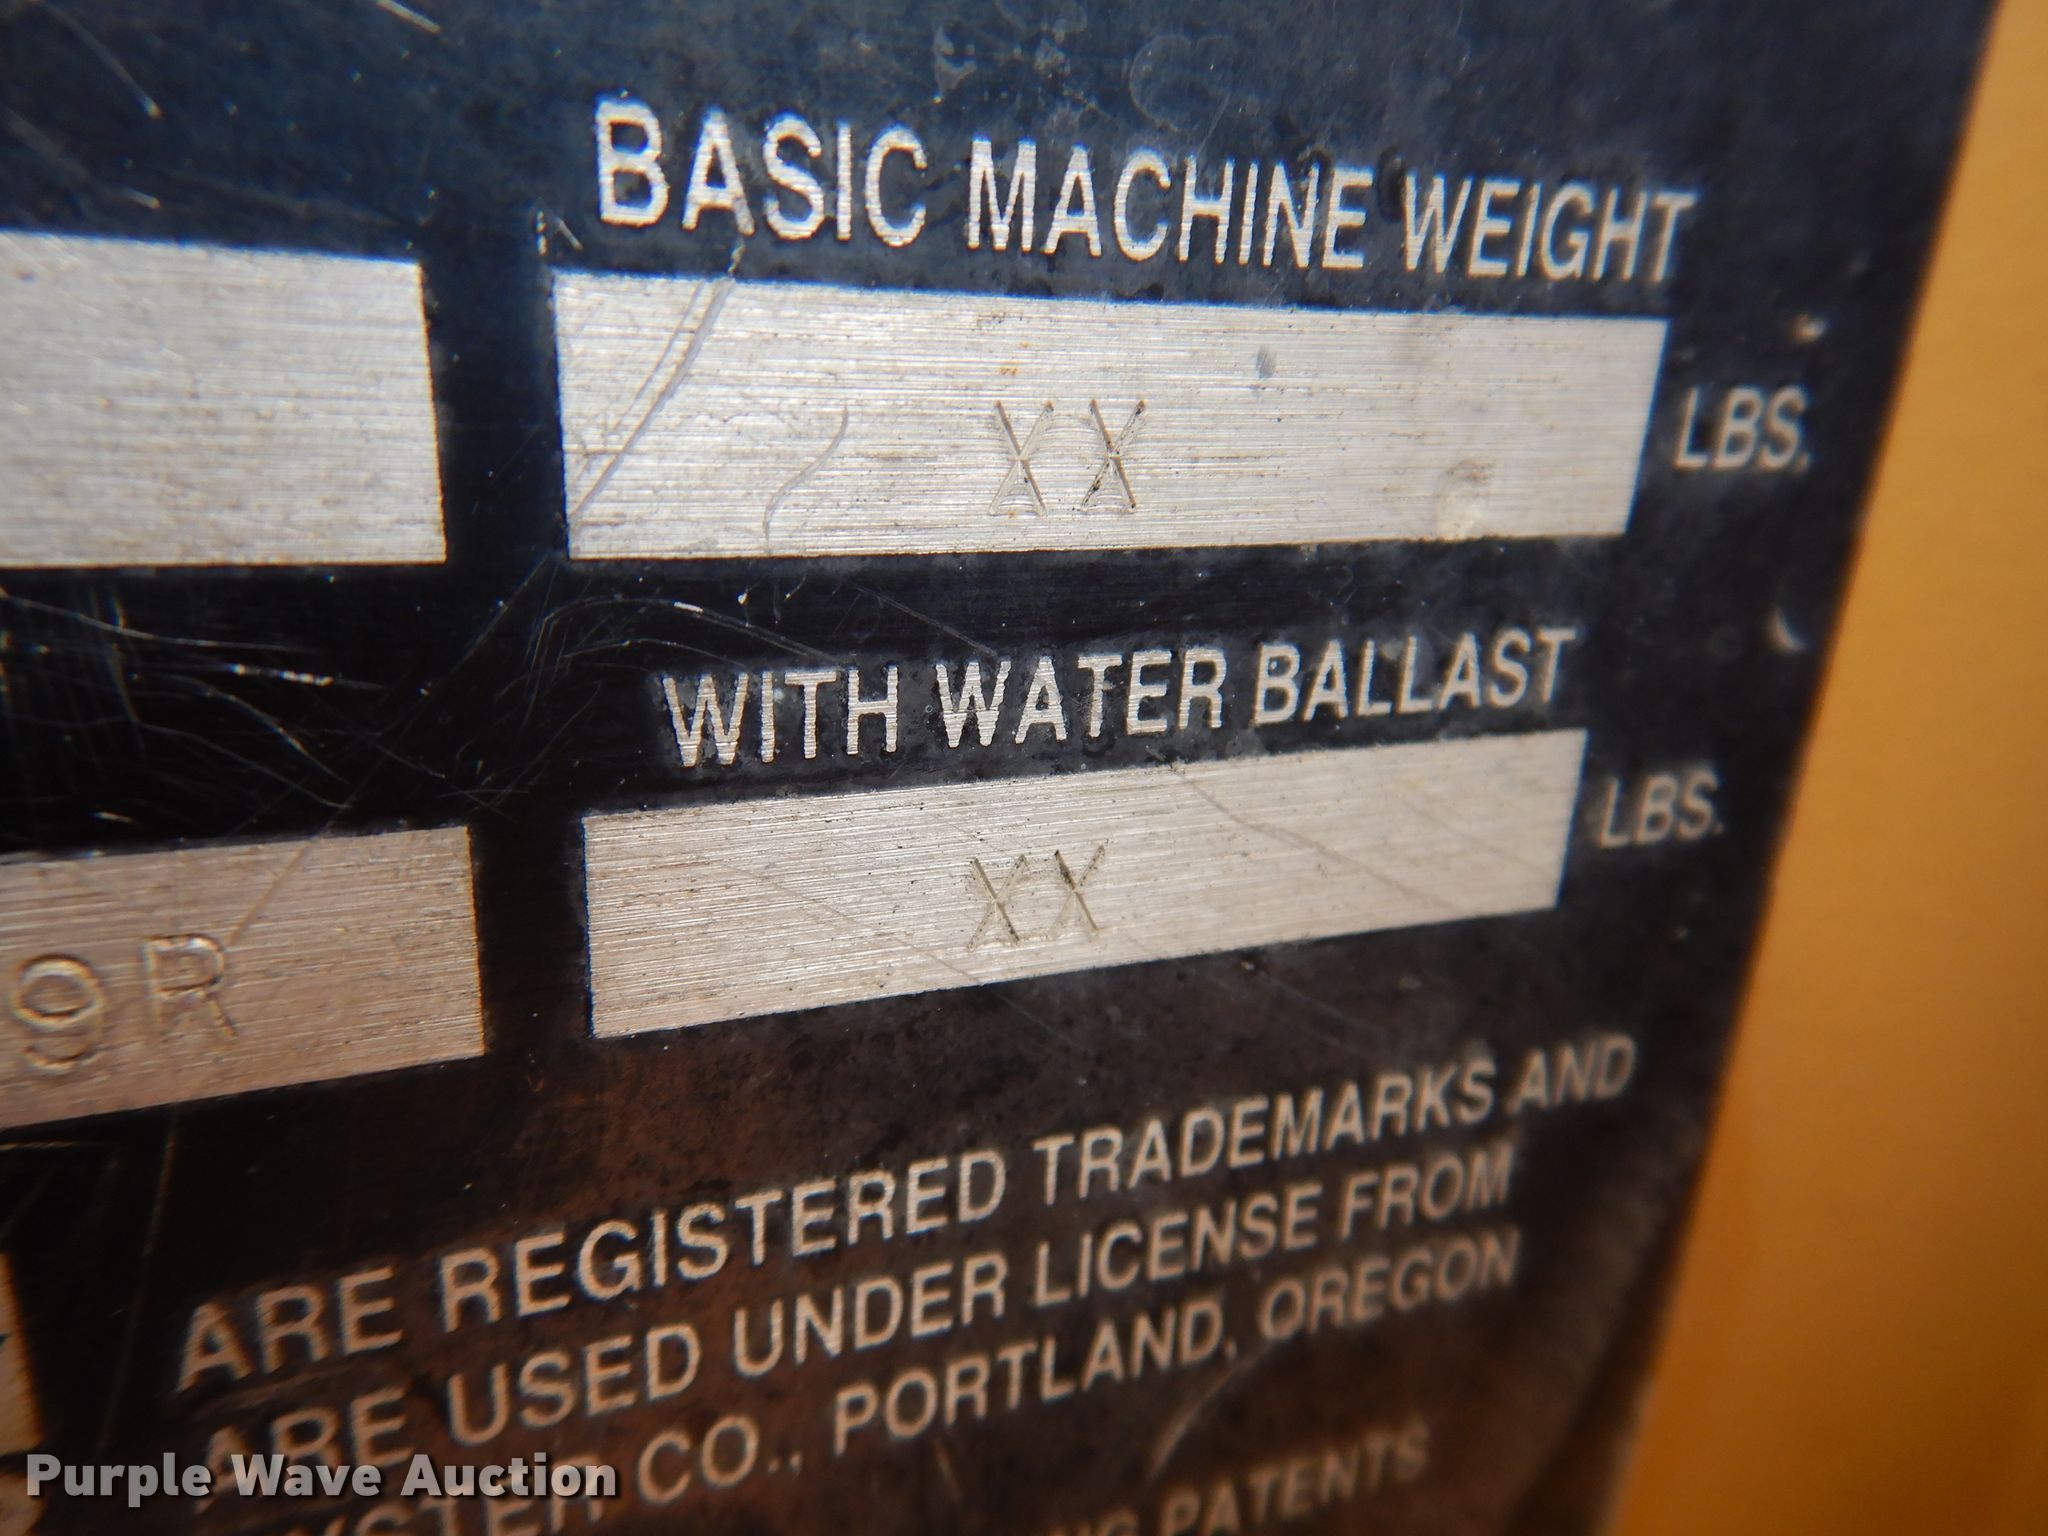 BASIC MACHINE WEIGHT
XX LBS.
WITH WATER BALLAST
9R XX LBS.
ARE REGISTERED TRADEMARKS AND
ARE USED UNDER LICENSE FROM
CO., PORTLAND, OREGON
PATENTS
Purple Wave Auction